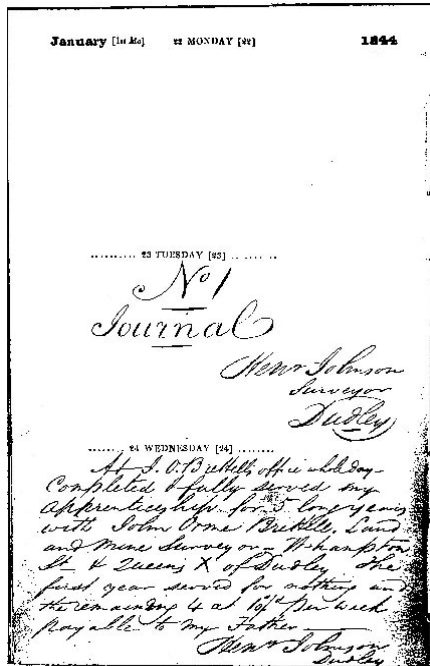 January [1st Mo] 22 MONDAY [22] 1844
.......... 23 TUESDAY [23] .........
No 1
Journal
Henr Johnson
Surveyor
Dudley
......... 24 WEDNESDAY [24] ........
At J. O. Brettell's office whole day
Completed & fully served my
apprenticeship for 5 long years
with John Orme Brettell, Land
and Mine Surveyor Whampton
St & Queens X of Dudley the
first year served for nothing and
the remaining 4 at per week
payable to my Father
Henr Johnson
Dudley